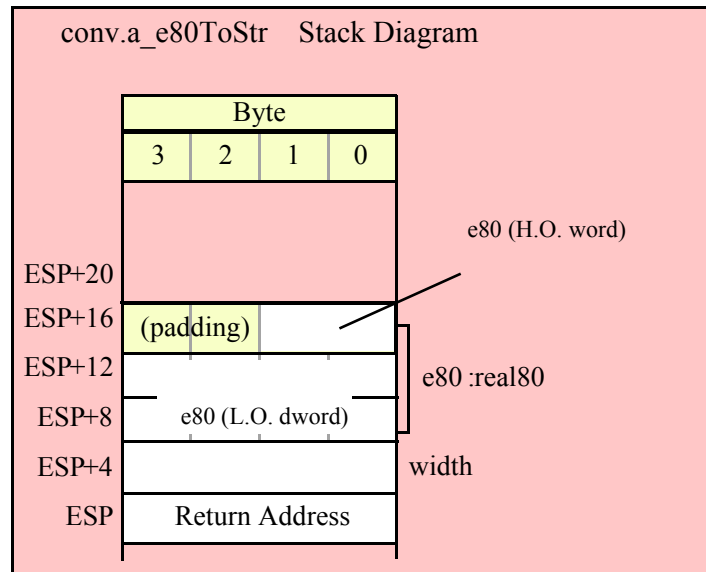 conv.a_e80ToStr Stack Diagram
Byte
3 2 1 0
e80 (H.O. word)
ESP+20
ESP+16 (padding)
ESP+12 e80 :real80
ESP+8 e80 (L.O. dword)
ESP+4 width
ESP Return Address